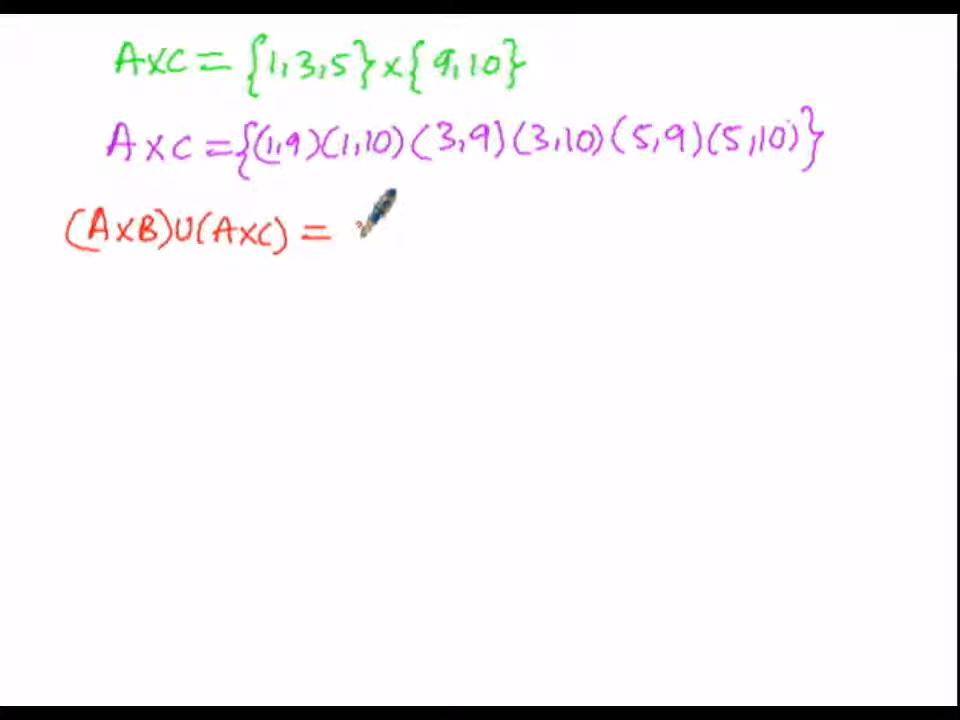 A×C = {1,3,5}×{9,10}
A×C = {(1,9)(1,10)(3,9)(3,10)(5,9)(5,10)}
(A×B)∪(A×C) =